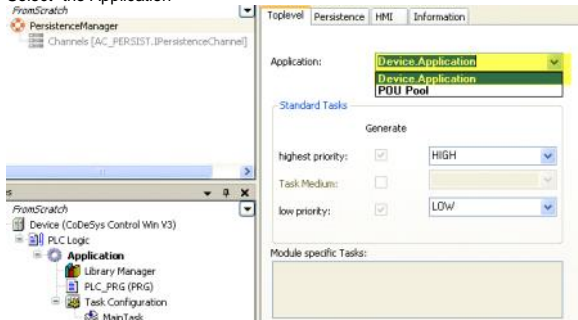 Select the Application
FromScratch
PersistenceManager
Channels [AC_PERSIST.IPersistenceChannel]
s
FromScratch
Device (CoDeSys Control Win V3)
PLC Logic
Application
Library Manager
PLC_PRG (PRG)
Task Configuration
MainTask
Toplevel Persistence HMI Information
Application: Device.Application
Device.Application
POU Pool
Standard Tasks
Generate
highest priority: HIGH
Task Medium:
low priority: LOW
Module specific Tasks: